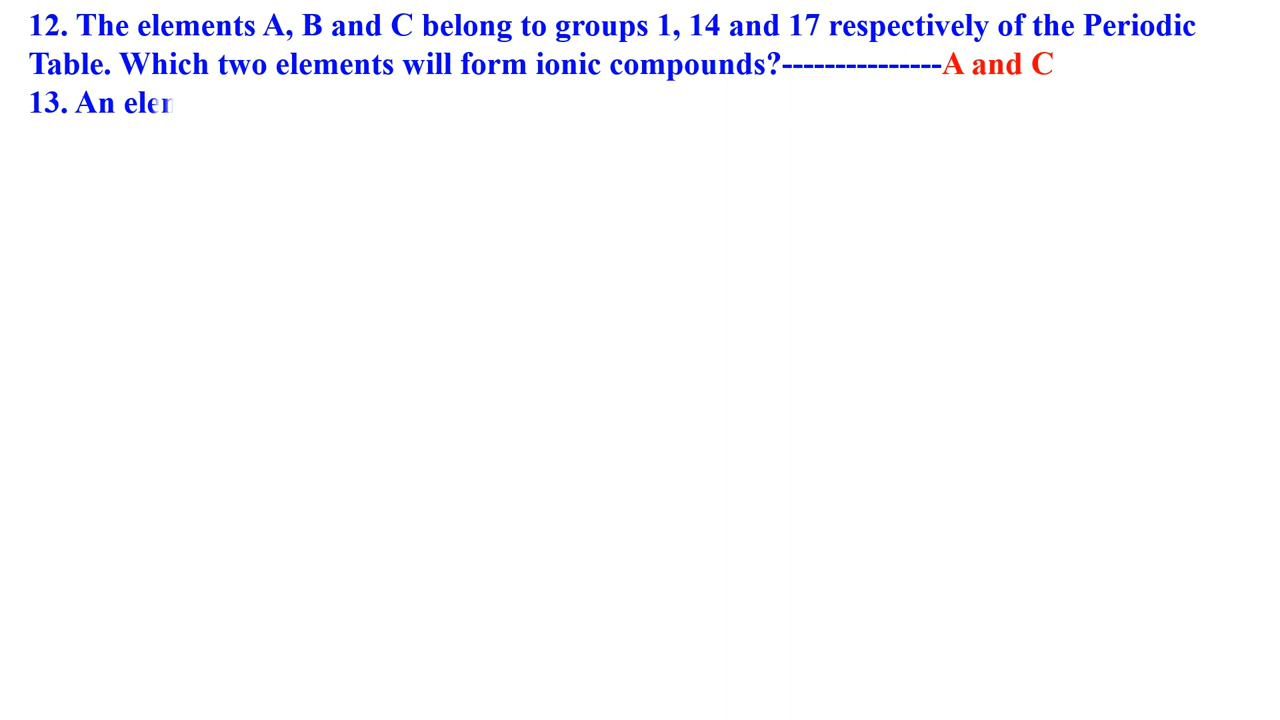 12. The elements A, B and C belong to groups 1, 14 and 17 respectively of the Periodic
Table. Which two elements will form ionic compounds?---------------A and C
13. An